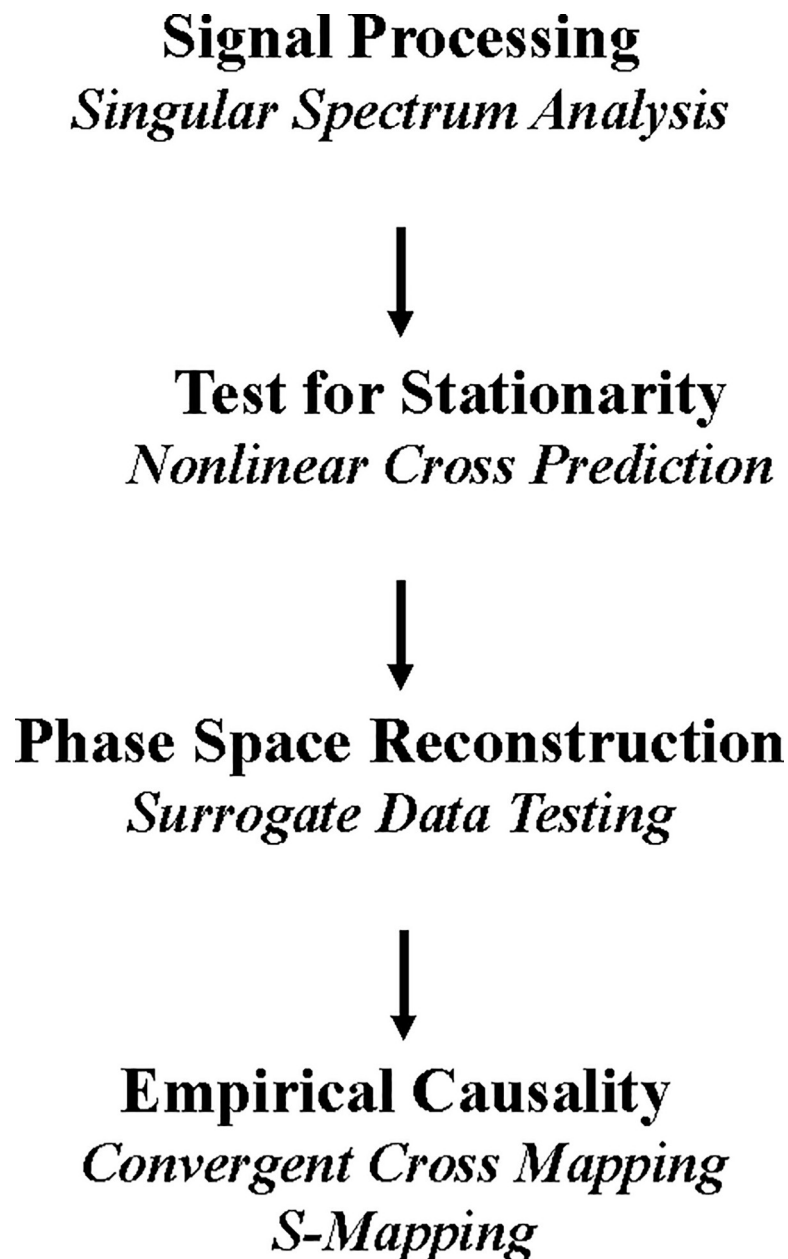 Signal Processing
Singular Spectrum Analysis
Test for Stationarity
Nonlinear Cross Prediction
Phase Space Reconstruction
Surrogate Data Testing
Empirical Causality
Convergent Cross Mapping
S-Mapping